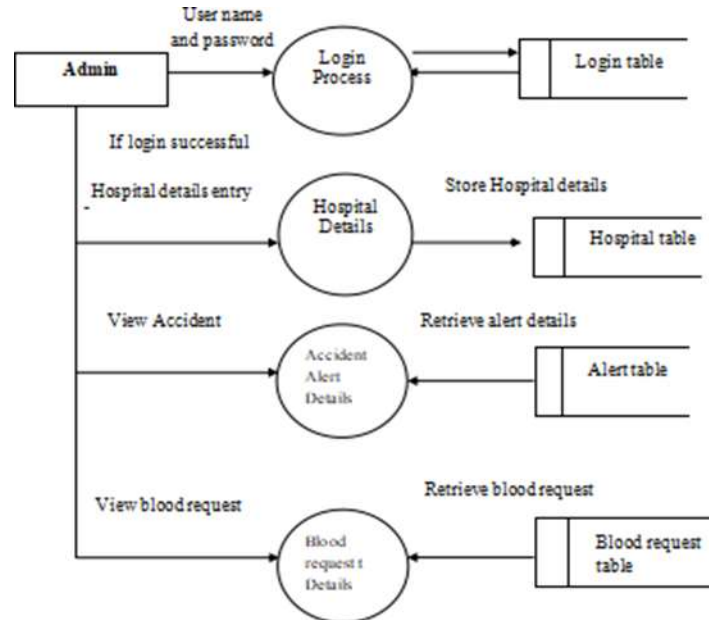 User name
and password
Admin
Login
Process
Login table
If login successful
Hospital details entry
Store Hospital details
Hospital
Details
Hospital table
View Accident
Retrieve alert details
Accident
Alert
Details
Alert table
View blood request
Retrieve blood request
Blood
request t
Details
Blood request
table